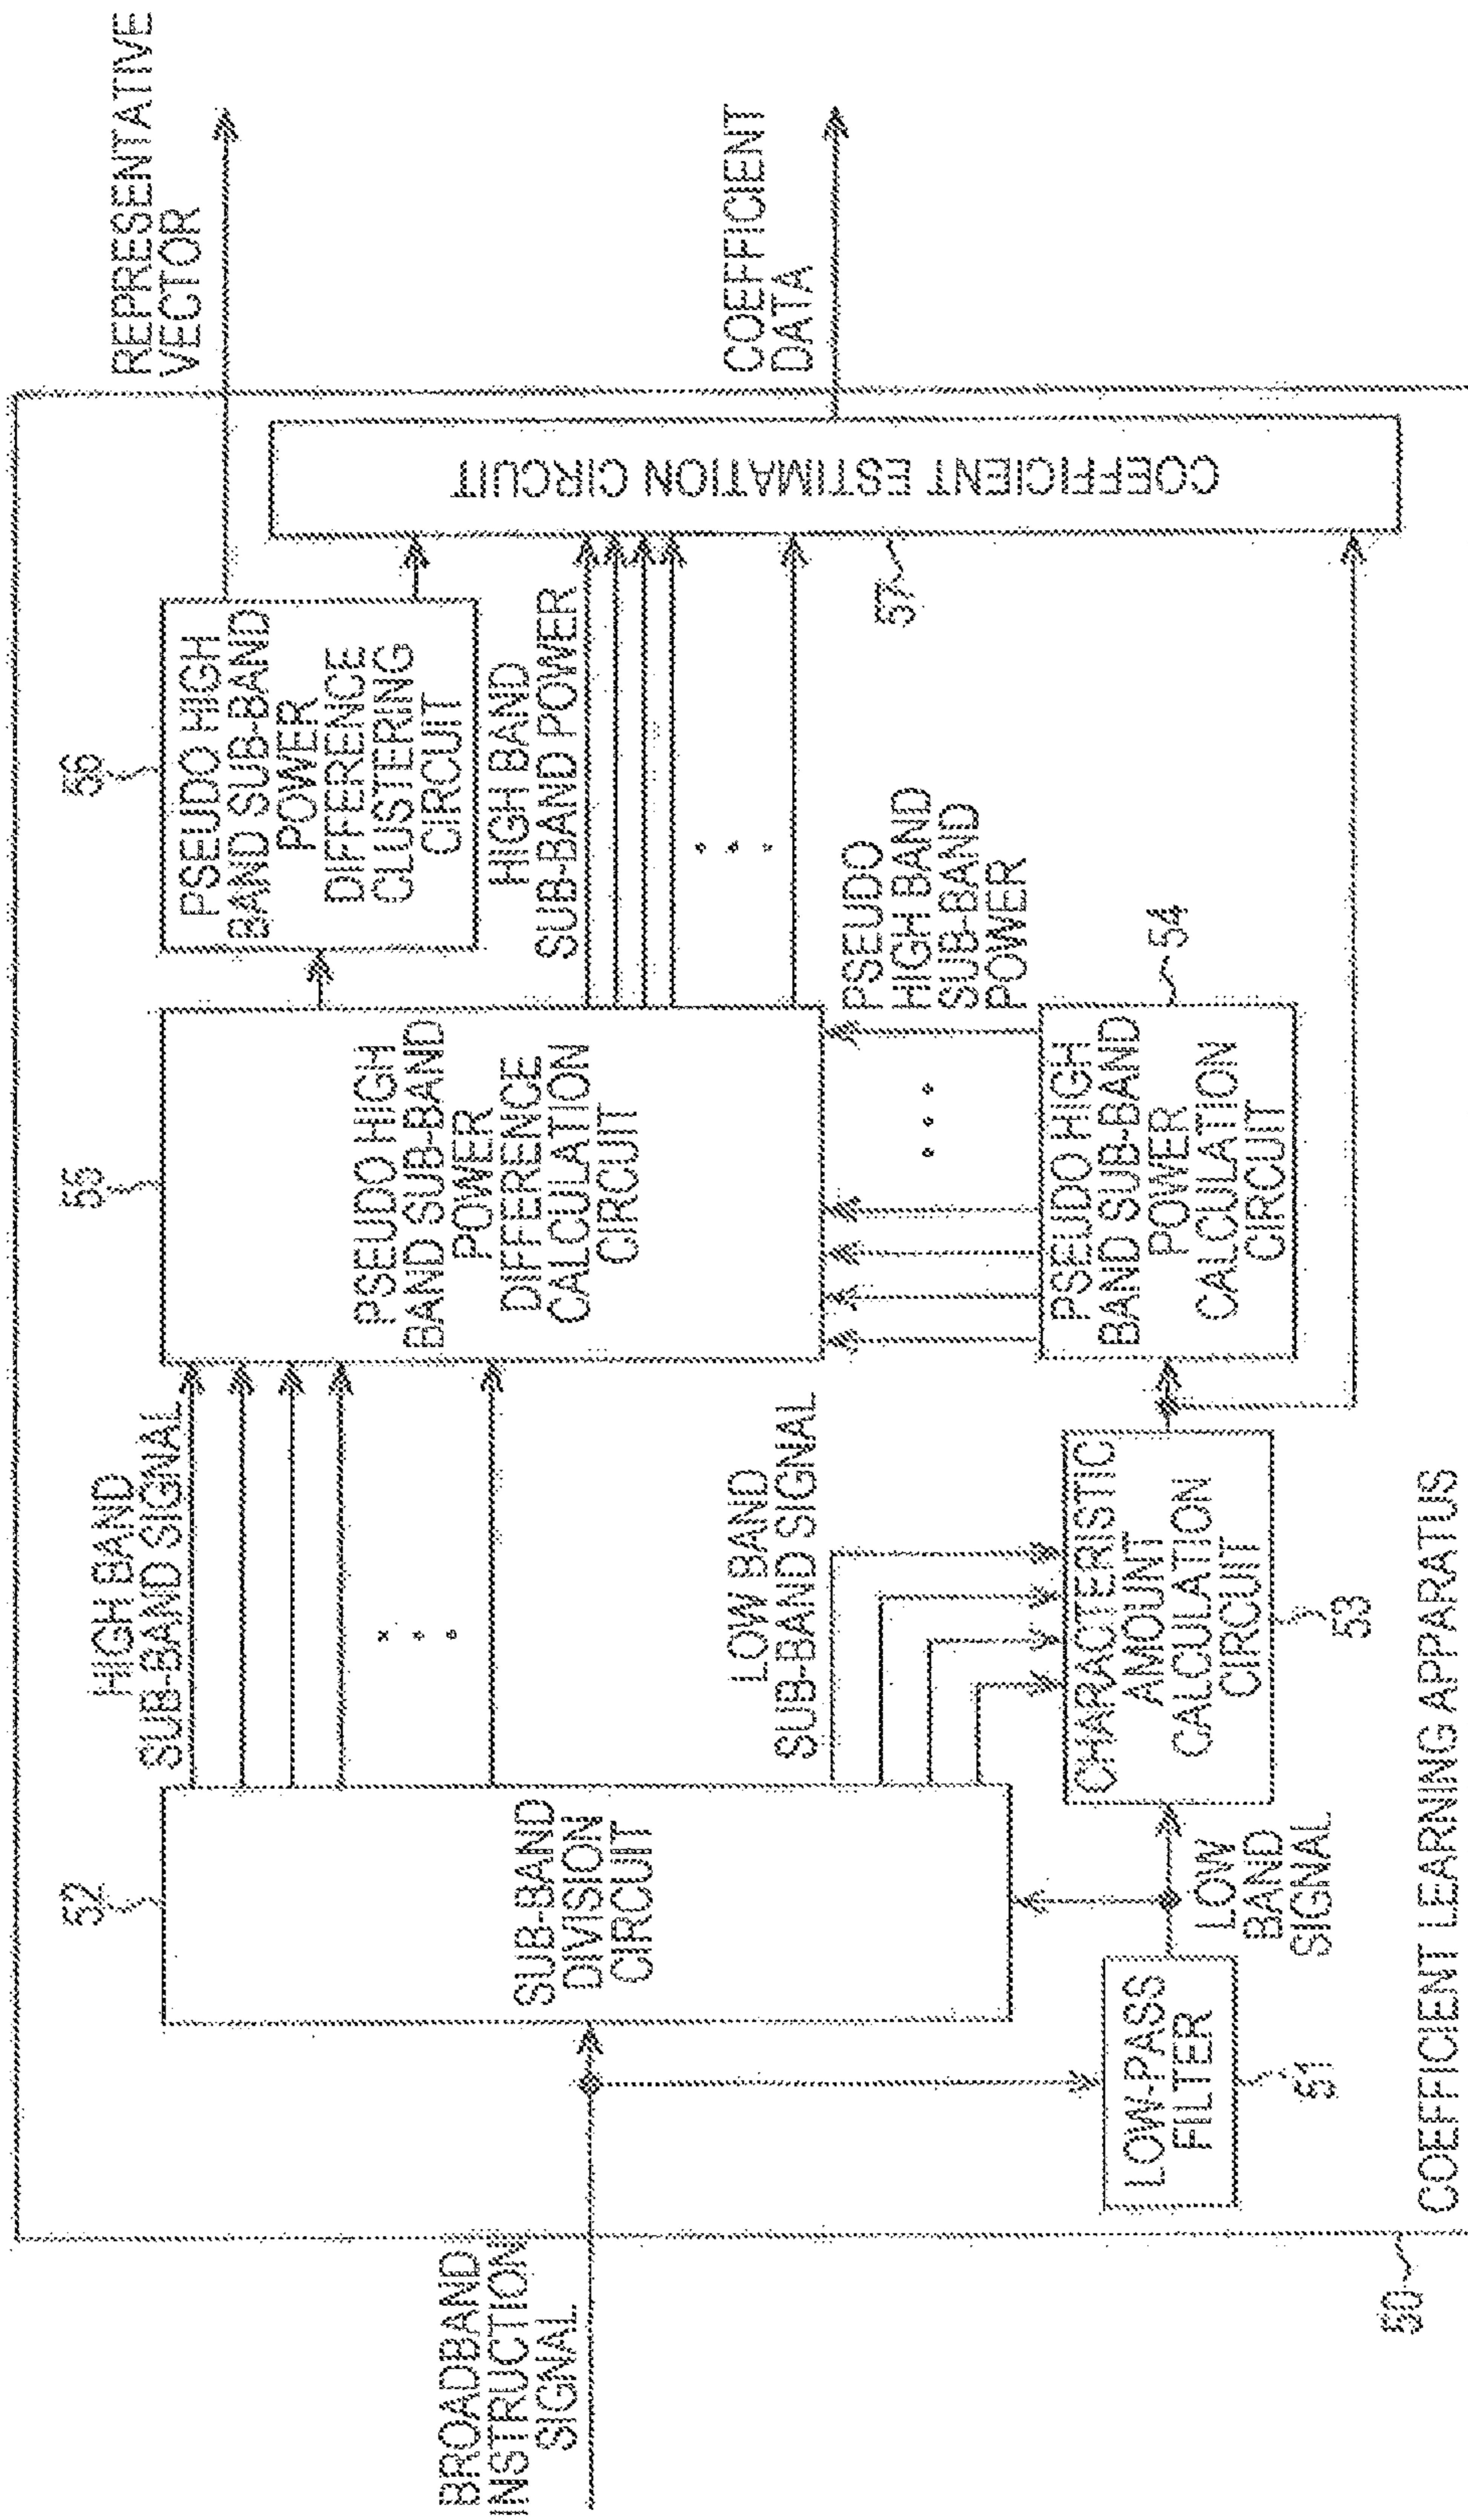 BROADBAND
INSTRUCTION
SIGNAL
50
COEFFICIENT LEARNING APPARATUS
52
SUB-BAND
DIVISION
CIRCUIT
LOW-PASS
FILTER
51
LOW
BAND
SIGNAL
HIGH BAND
SUB-BAND SIGNAL
LOW BAND
SUB-BAND SIGNAL
CHARACTERISTIC
AMOUNT
CALCULATION
CIRCUIT
53
55
PSEUDO HIGH
BAND SUB-BAND
POWER
DIFFERENCE
CALCULATION
CIRCUIT
PSEUDO
HIGH BAND
SUB-BAND
POWER
54
PSEUDO HIGH
BAND SUB-BAND
POWER
CALCULATION
CIRCUIT
56
PSEUDO HIGH
BAND SUB-BAND
POWER
DIFFERENCE
CLUSTERING
CIRCUIT
HIGH BAND
SUB-BAND POWER
57
COEFFICIENT ESTIMATION CIRCUIT
REPRESENTATIVE
VECTOR
COEFFICIENT
DATA